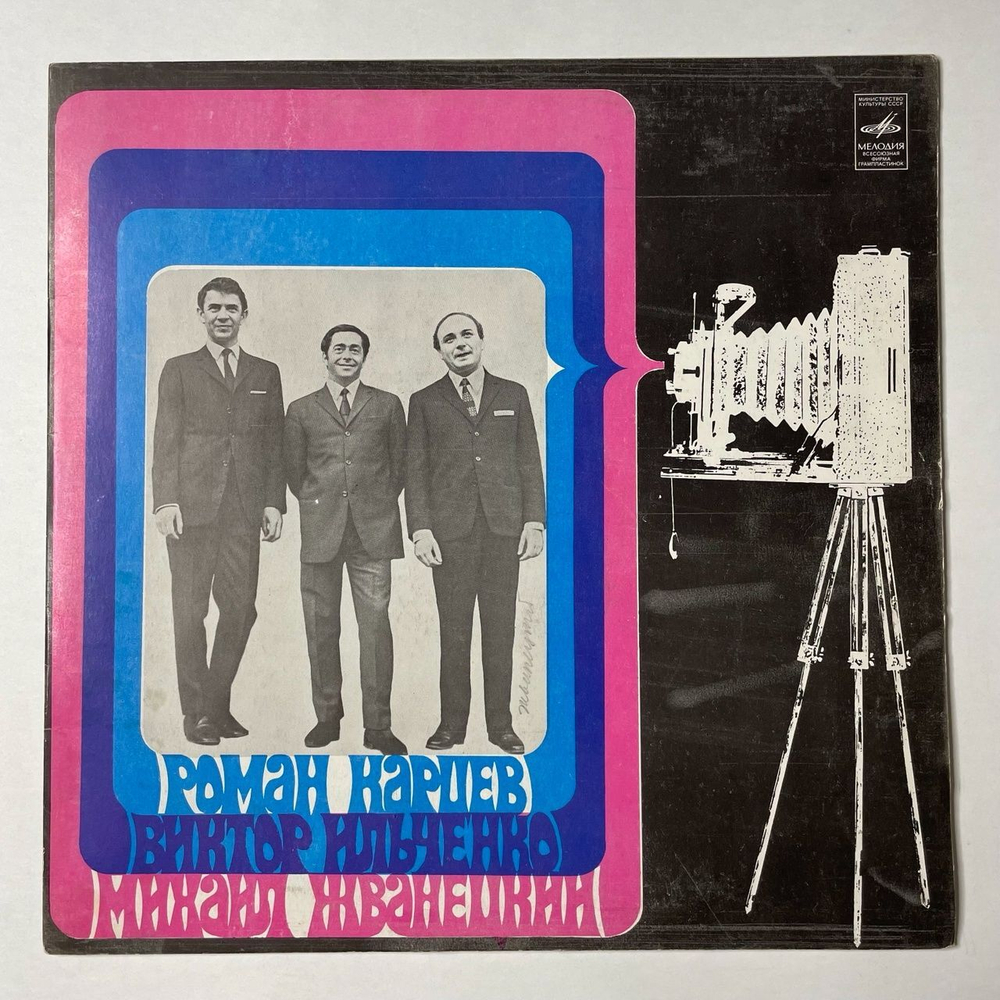 МИНИСТЕРСТВО
КУЛЬТУРЫ СССР
МЕЛОДИЯ
ВСЕСОЮЗНАЯ
ФИРМА
ГРАМПЛАСТИНОК
РОМАН КАРЦЕВ
ВИКТОР ИЛЬЧЕНКО
МИХАИЛ ЖВАНЕЦКИЙ